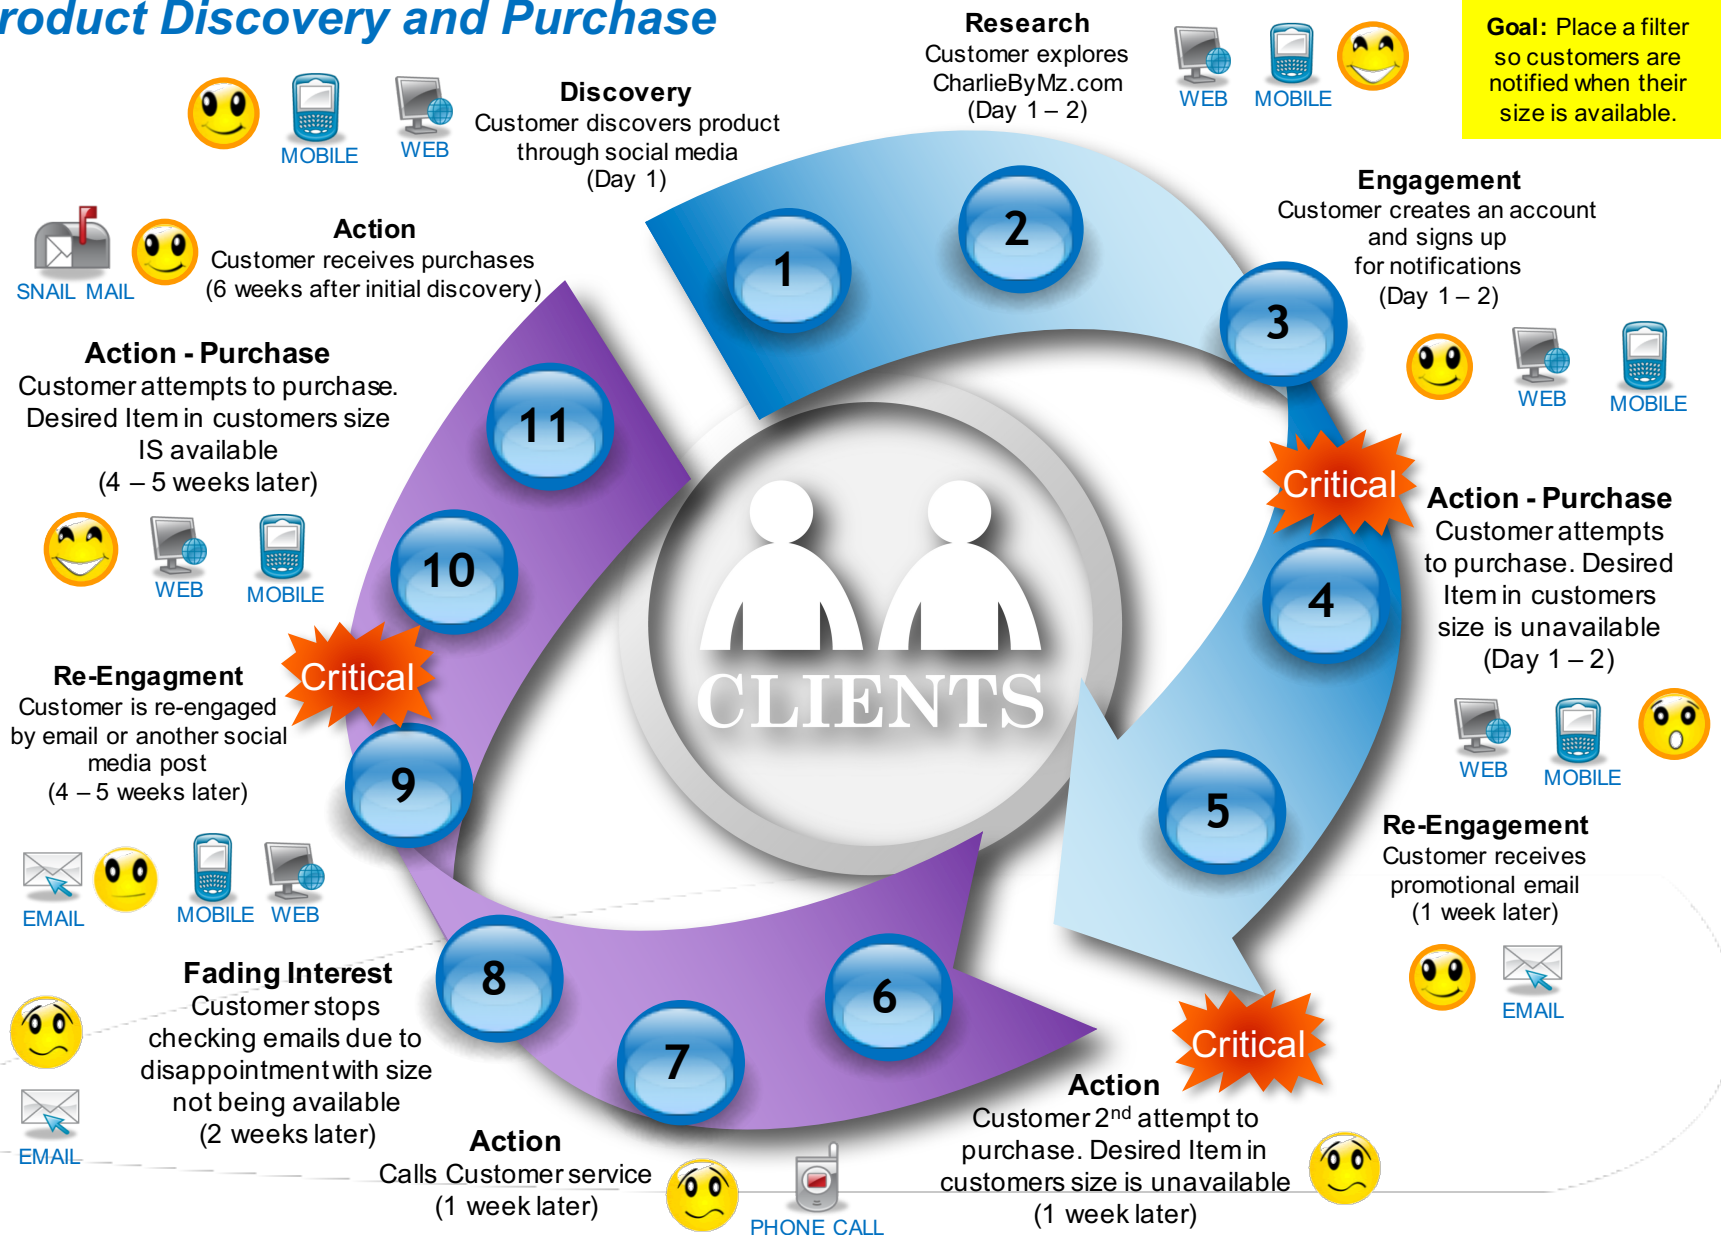 roduct Discovery and Purchase
Goal: Place a filter
so customers are
notified when their
size is available.
Discovery
Customer discovers product
through social media
(Day 1)
MOBILE
WEB
Research
Customer explores
CharlieByMz.com
(Day 1 – 2)
WEB
MOBILE
Engagement
Customer creates an account
and signs up
for notifications
(Day 1 – 2)
WEB
MOBILE
Critical
Action - Purchase
Customer attempts
to purchase. Desired
Item in customers
size is unavailable
(Day 1 – 2)
WEB
MOBILE
Re-Engagement
Customer receives
promotional email
(1 week later)
EMAIL
Critical
Action
Customer 2nd attempt to
purchase. Desired Item in
customers size is unavailable
(1 week later)
Action
Calls Customer service
(1 week later)
PHONE CALL
Fading Interest
Customer stops
checking emails due to
disappointment with size
not being available
(2 weeks later)
EMAIL
Re-Engagment
Customer is re-engaged
by email or another social
media post
(4 – 5 weeks later)
EMAIL
MOBILE
WEB
Critical
Action - Purchase
Customer attempts to purchase.
Desired Item in customers size
IS available
(4 – 5 weeks later)
WEB
MOBILE
Action
Customer receives purchases
(6 weeks after initial discovery)
SNAIL MAIL
1
2
3
4
5
6
7
8
9
10
11
CLIENTS